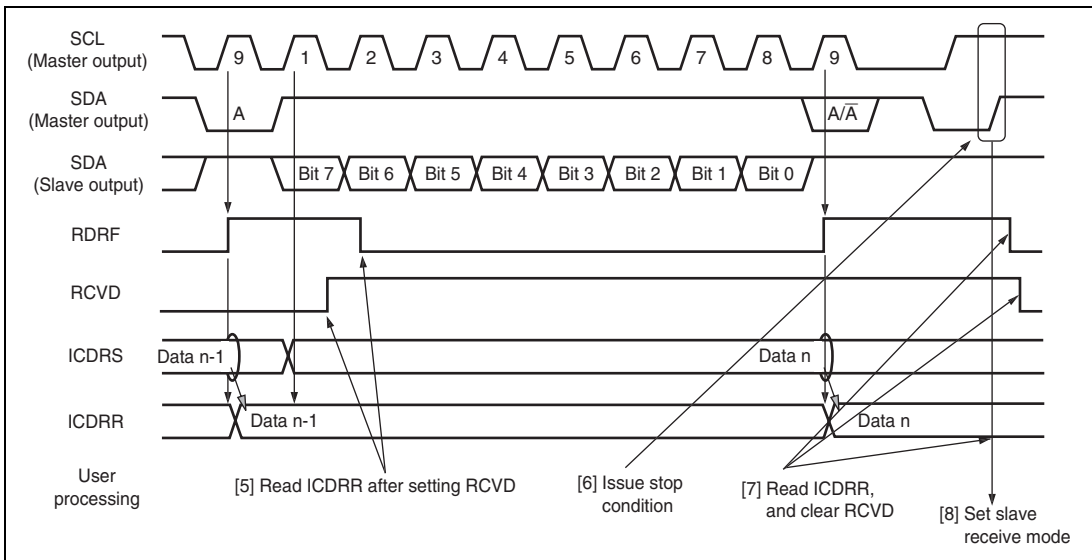 SCL
(Master output)
9 1 2 3 4 5 6 7 8 9
SDA
(Master output)
A A/A̅
SDA
(Slave output)
Bit 7 Bit 6 Bit 5 Bit 4 Bit 3 Bit 2 Bit 1 Bit 0
RDRF
RCVD
ICDRS
Data n-1 Data n
ICDRR
Data n-1 Data n
User
processing
[5] Read ICDRR after setting RCVD
[6] Issue stop
condition
[7] Read ICDRR,
and clear RCVD
[8] Set slave
receive mode